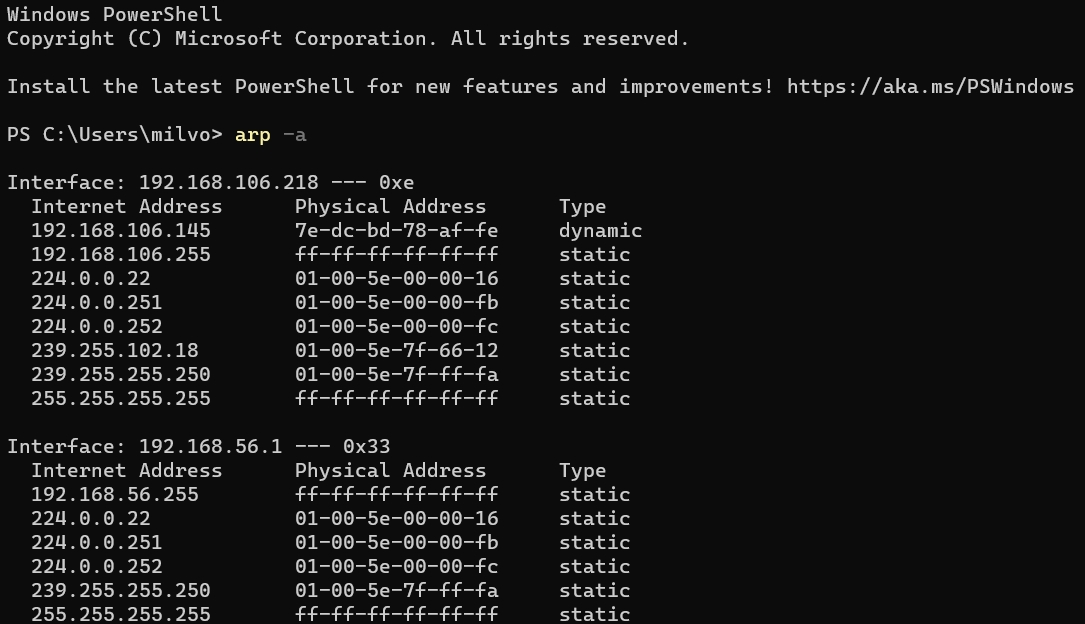 Windows PowerShell
Copyright (C) Microsoft Corporation. All rights reserved.
Install the latest PowerShell for new features and improvements! https://aka.ms/PSWindows
PS C:\Users\milvo> arp -a
Interface: 192.168.106.218 --- 0xe
  Internet Address      Physical Address      Type
  192.168.106.145       7e-dc-bd-78-af-fe     dynamic
  192.168.106.255       ff-ff-ff-ff-ff-ff     static
  224.0.0.22            01-00-5e-00-00-16     static
  224.0.0.251           01-00-5e-00-00-fb     static
  224.0.0.252           01-00-5e-00-00-fc     static
  239.255.102.18        01-00-5e-7f-66-12     static
  239.255.255.250       01-00-5e-7f-ff-fa     static
  255.255.255.255       ff-ff-ff-ff-ff-ff     static
Interface: 192.168.56.1 --- 0x33
  Internet Address      Physical Address      Type
  192.168.56.255        ff-ff-ff-ff-ff-ff     static
  224.0.0.22            01-00-5e-00-00-16     static
  224.0.0.251           01-00-5e-00-00-fb     static
  224.0.0.252           01-00-5e-00-00-fc     static
  239.255.255.250       01-00-5e-7f-ff-fa     static
  255.255.255.255       ff-ff-ff-ff-ff-ff     static